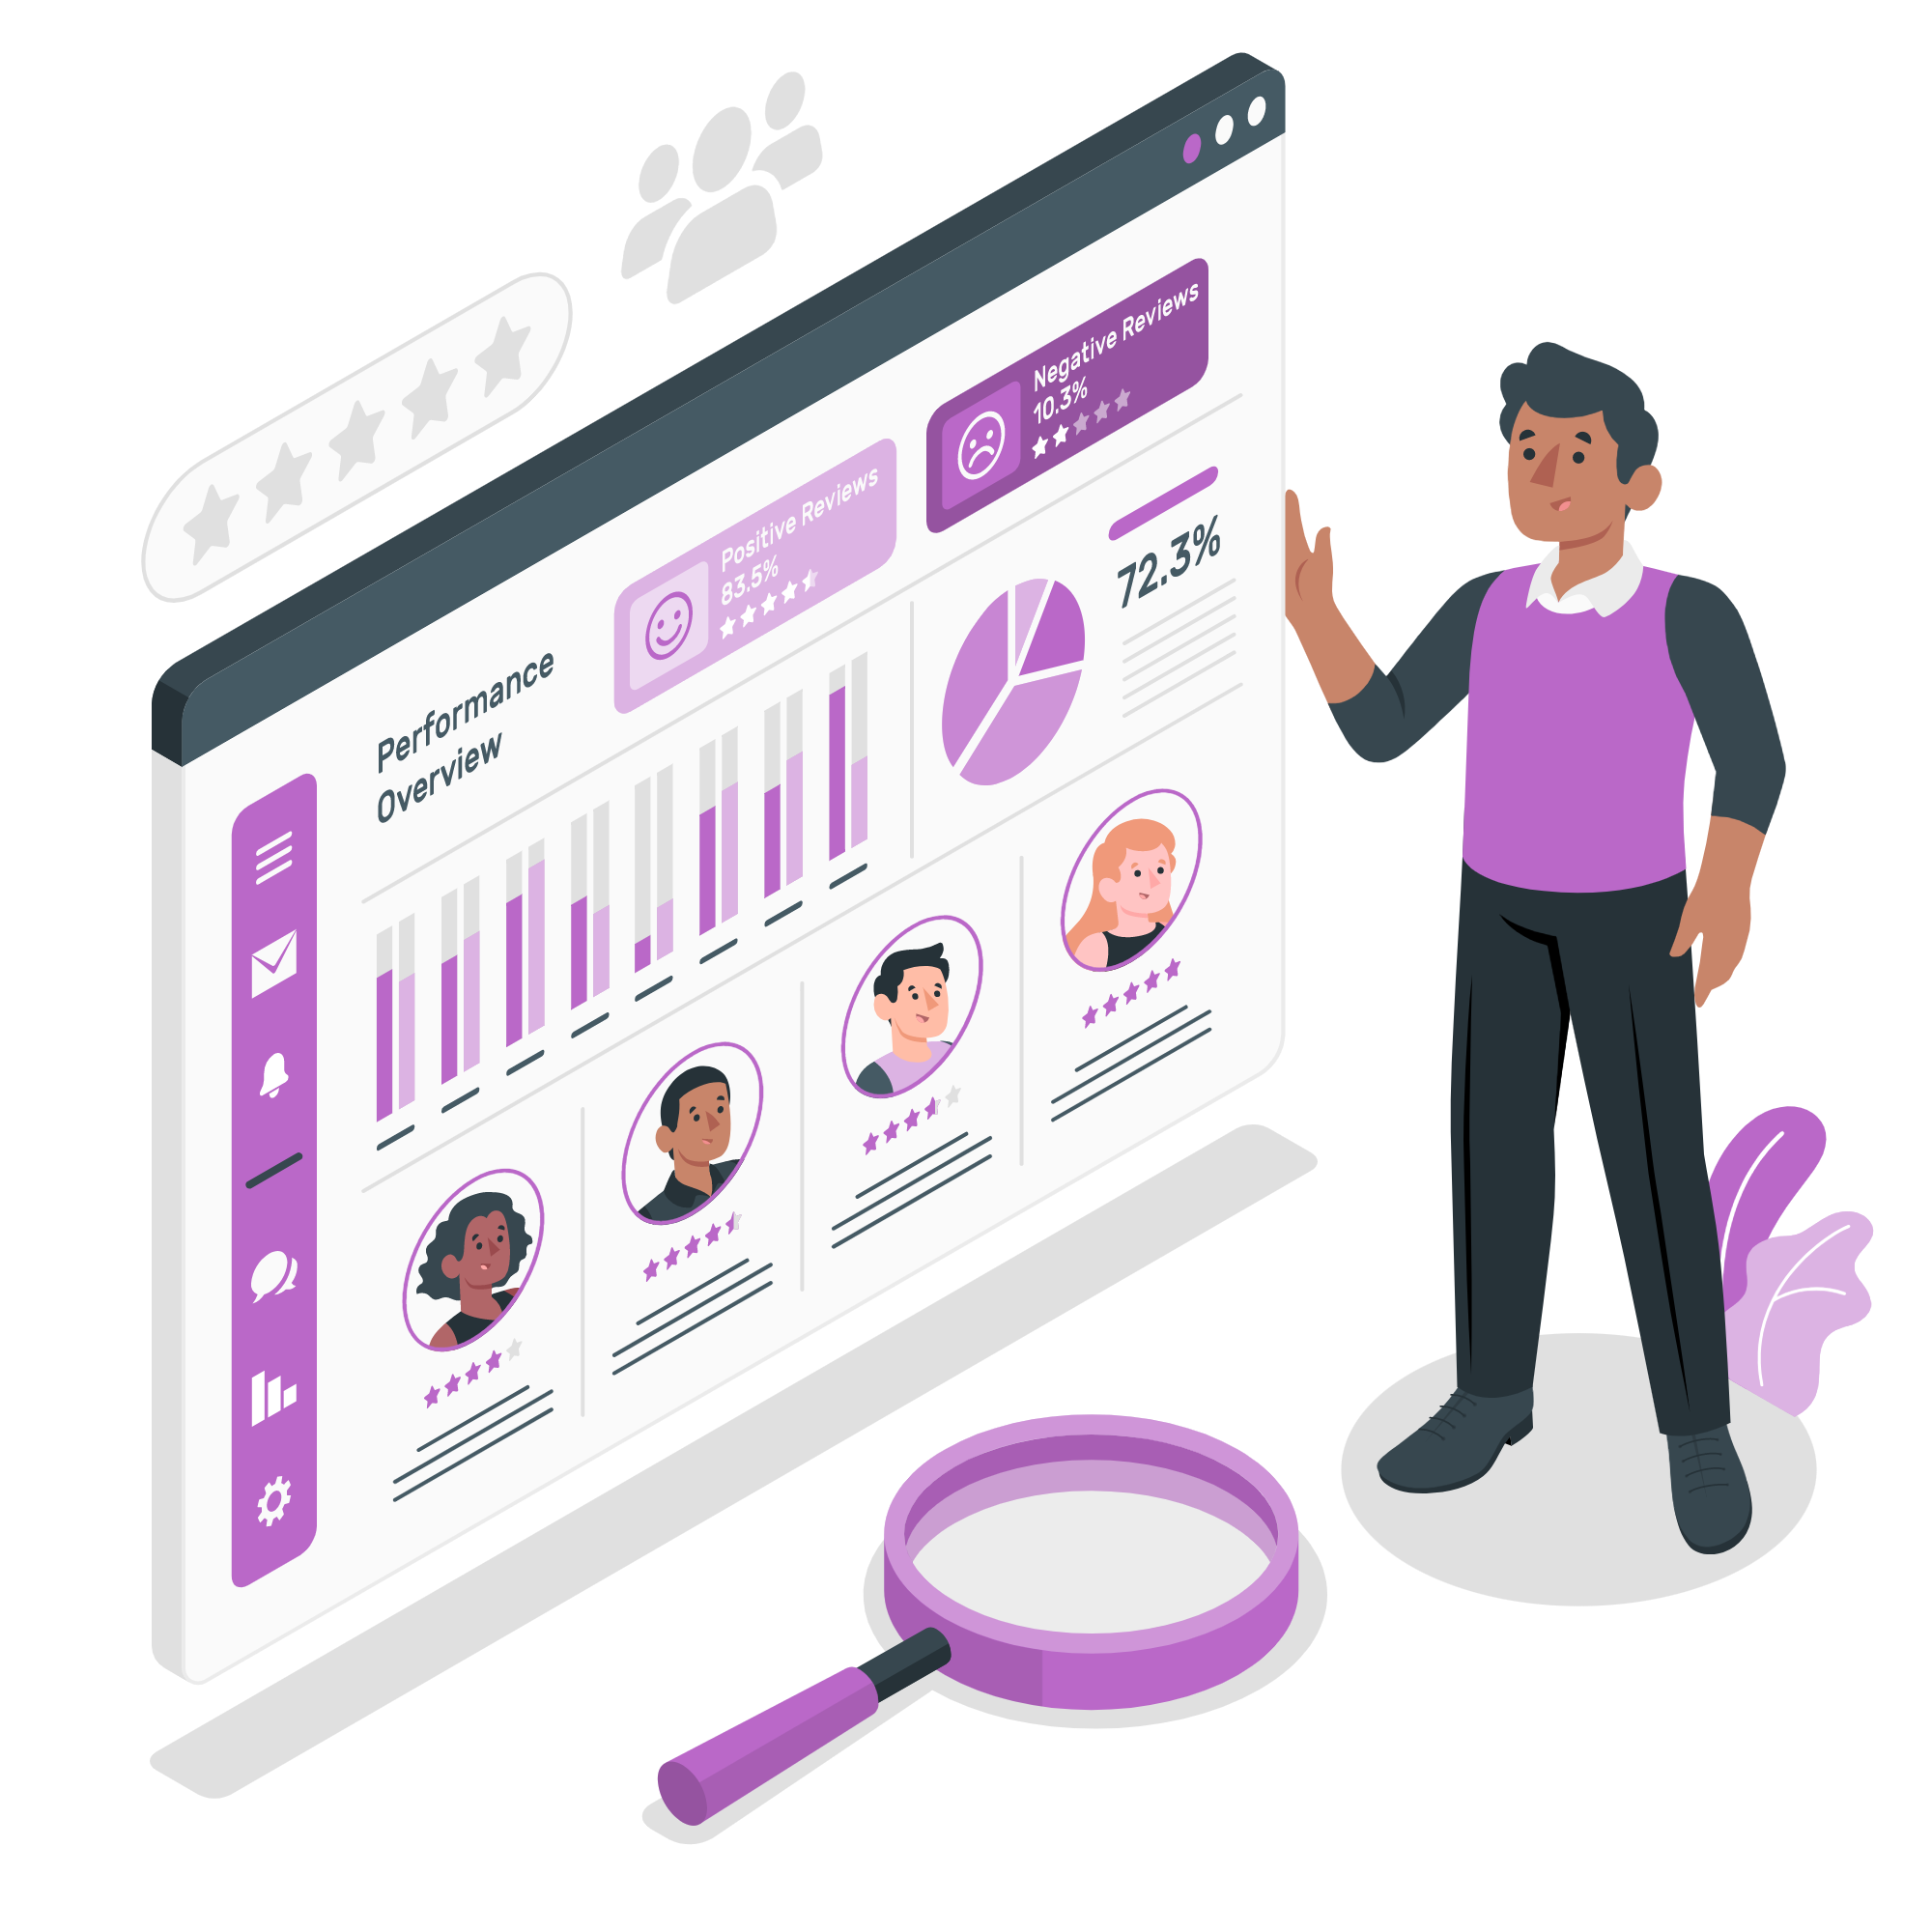 Performance
Overview
Positive Reviews
83.5%
Negative Reviews
10.3%
72.3%